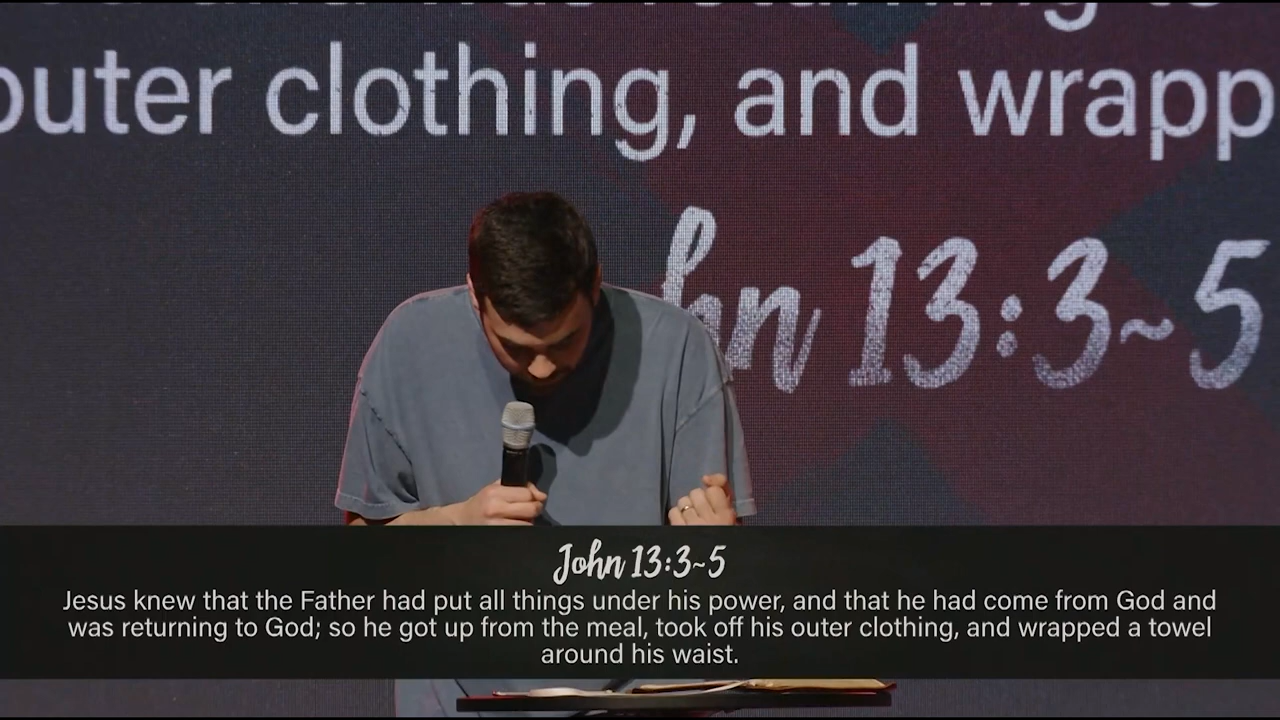 outer clothing, and wrapp
hn 13:3~5
John 13:3~5
Jesus knew that the Father had put all things under his power, and that he had come from God and
was returning to God; so he got up from the meal, took off his outer clothing, and wrapped a towel
around his waist.